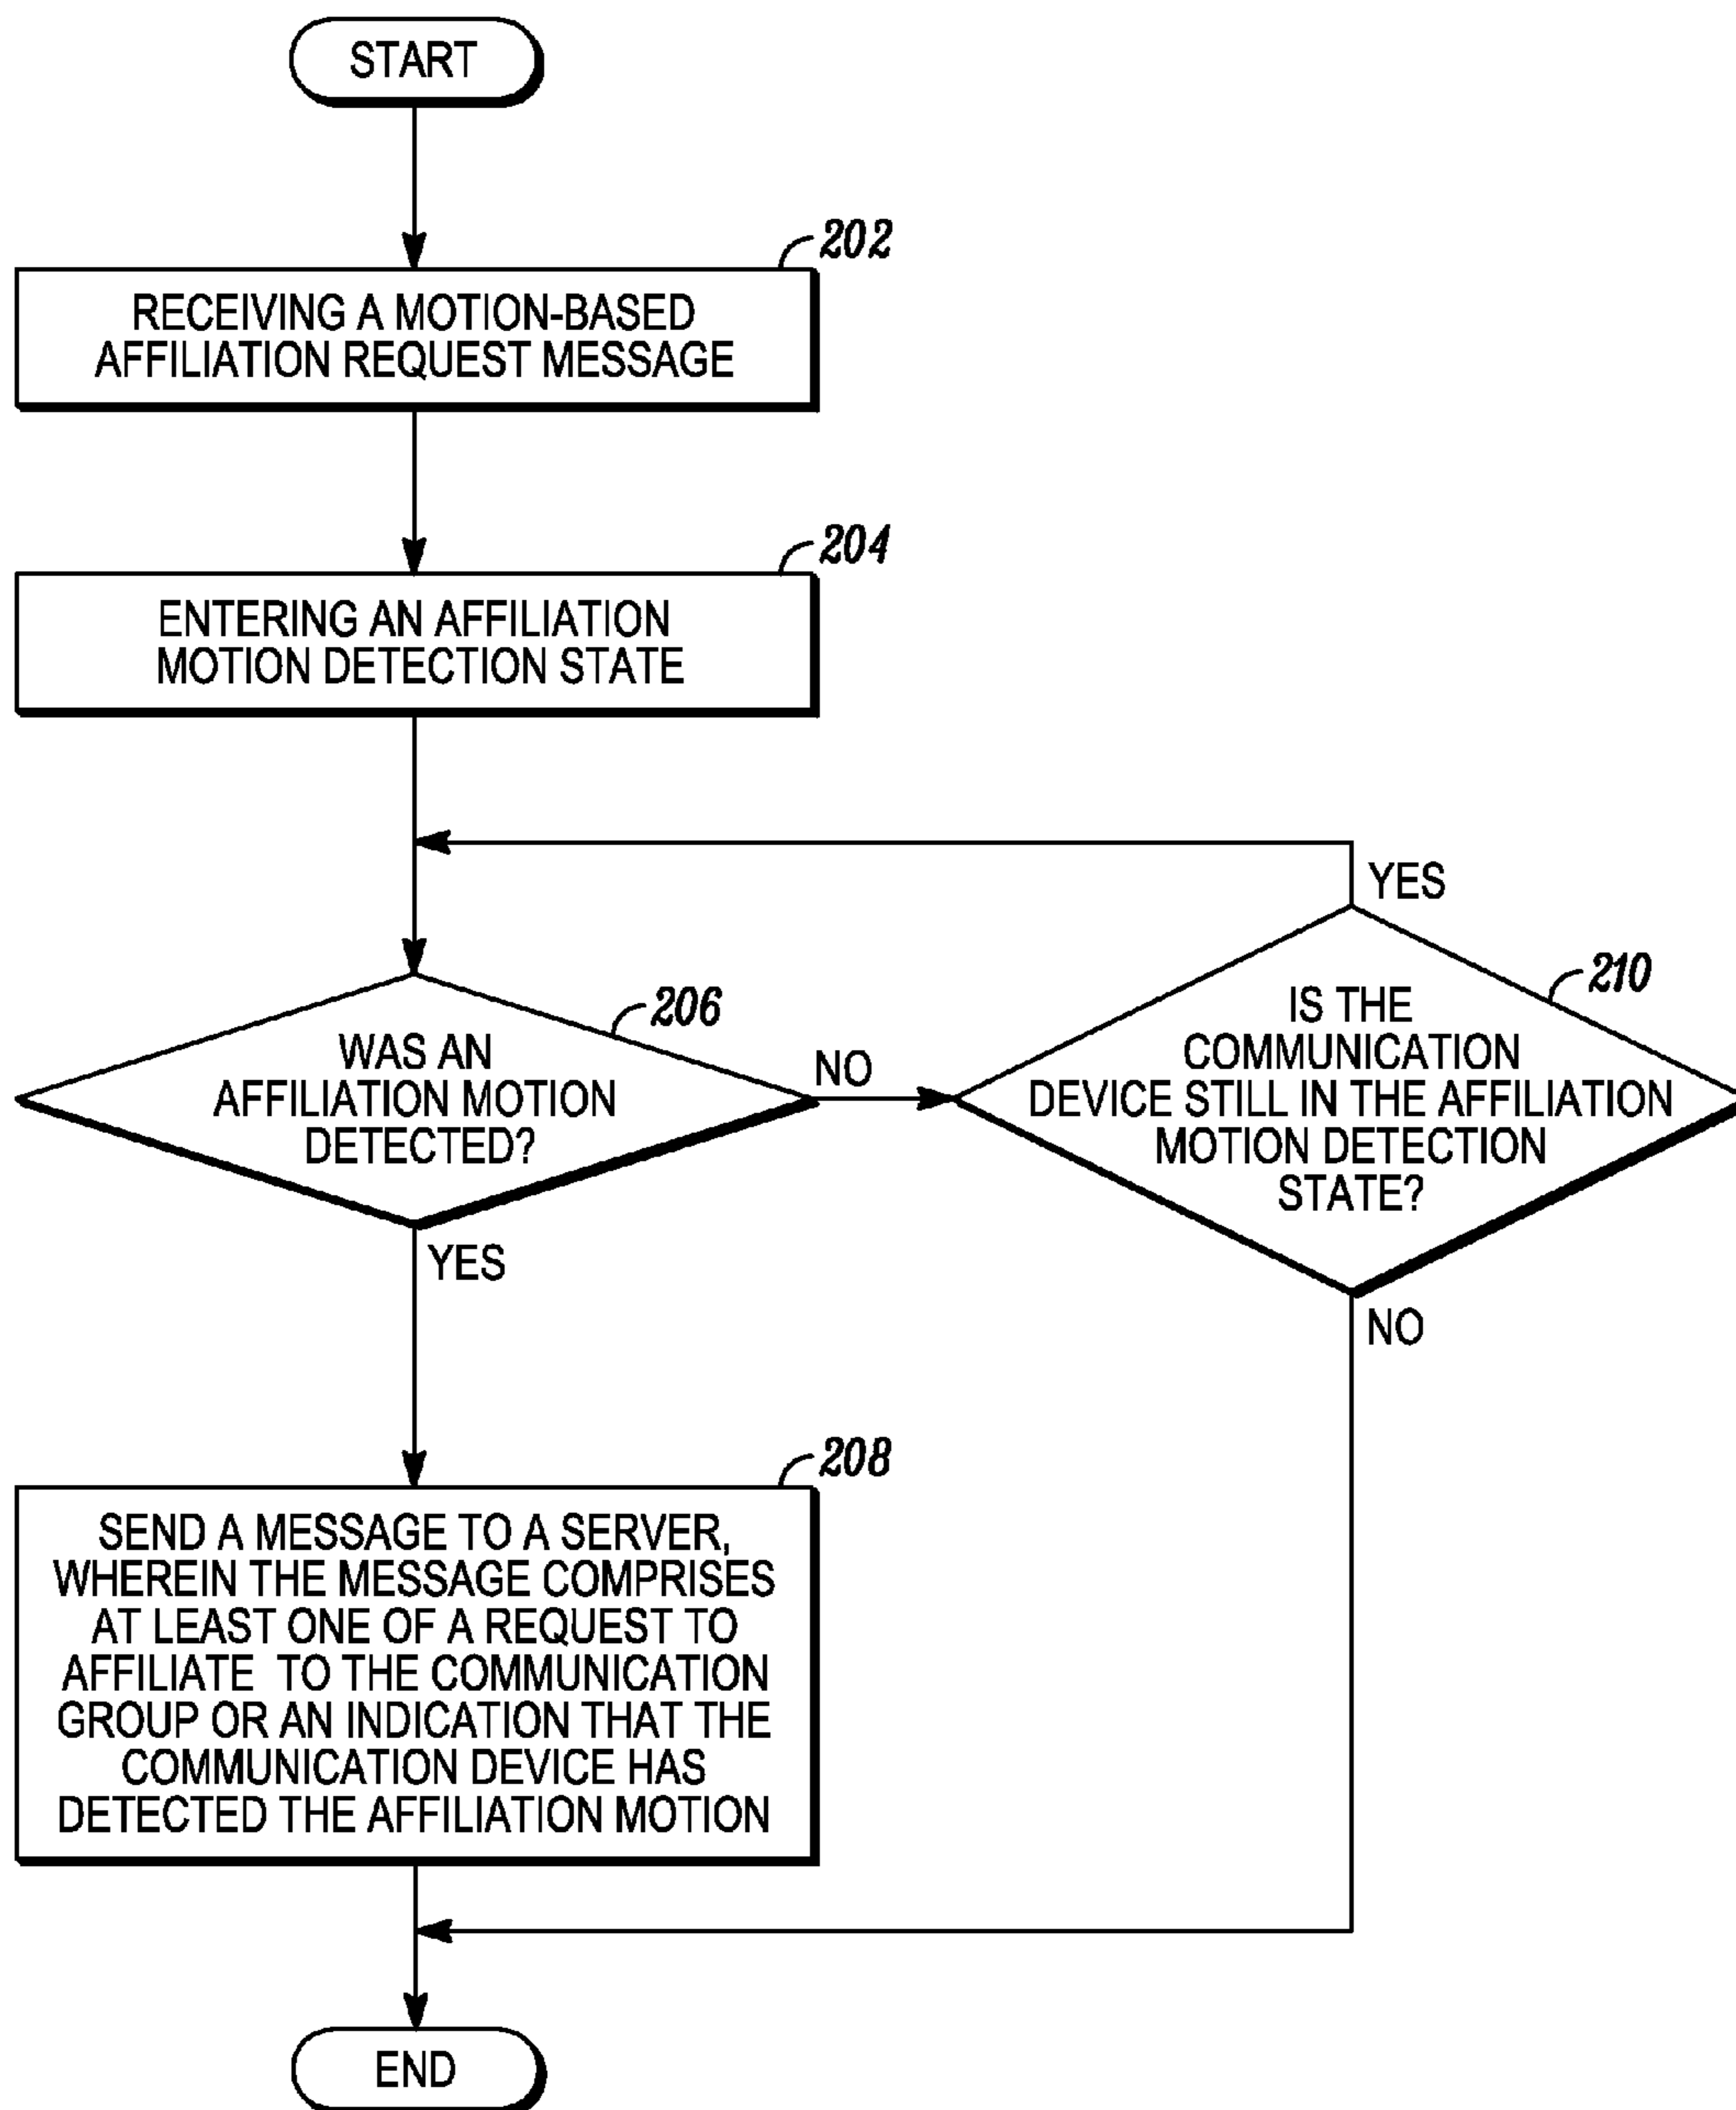 START
202
RECEIVING A MOTION-BASED
AFFILIATION REQUEST MESSAGE
204
ENTERING AN AFFILIATION
MOTION DETECTION STATE
206
WAS AN
AFFILIATION MOTION
DETECTED?
NO
YES
210
IS THE
COMMUNICATION
DEVICE STILL IN THE AFFILIATION
MOTION DETECTION
STATE?
YES
NO
208
SEND A MESSAGE TO A SERVER,
WHEREIN THE MESSAGE COMPRISES
AT LEAST ONE OF A REQUEST TO
AFFILIATE TO THE COMMUNICATION
GROUP OR AN INDICATION THAT THE
COMMUNICATION DEVICE HAS
DETECTED THE AFFILIATION MOTION
END